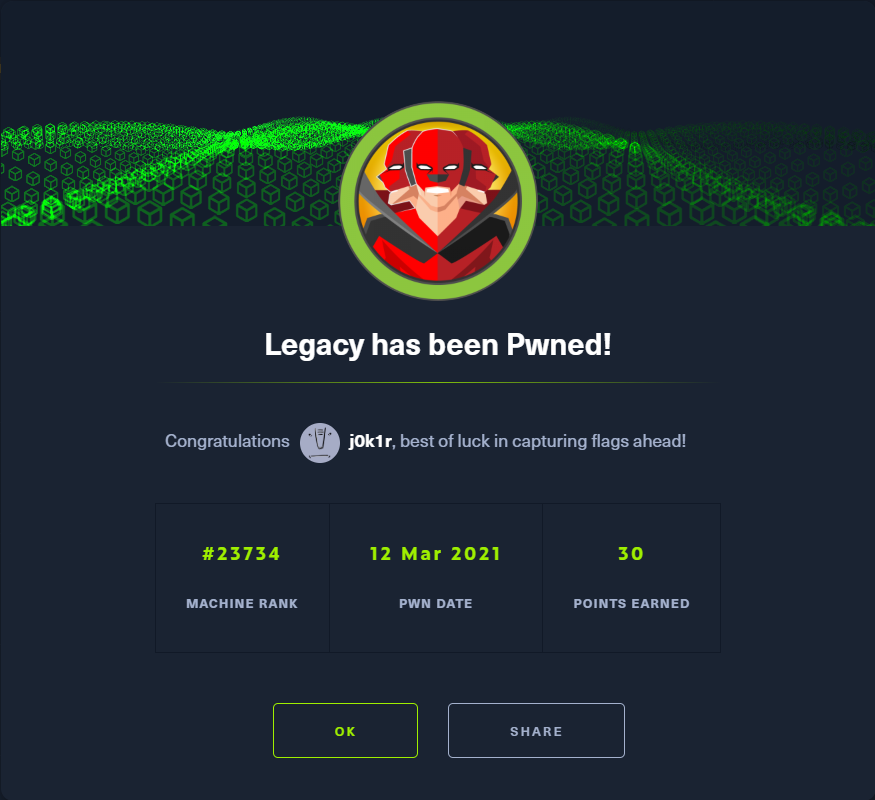 Legacy has been Pwned!
Congratulations j0k1r, best of luck in capturing flags ahead!
#23734 12 Mar 2021 30
MACHINE RANK PWN DATE POINTS EARNED
OK SHARE